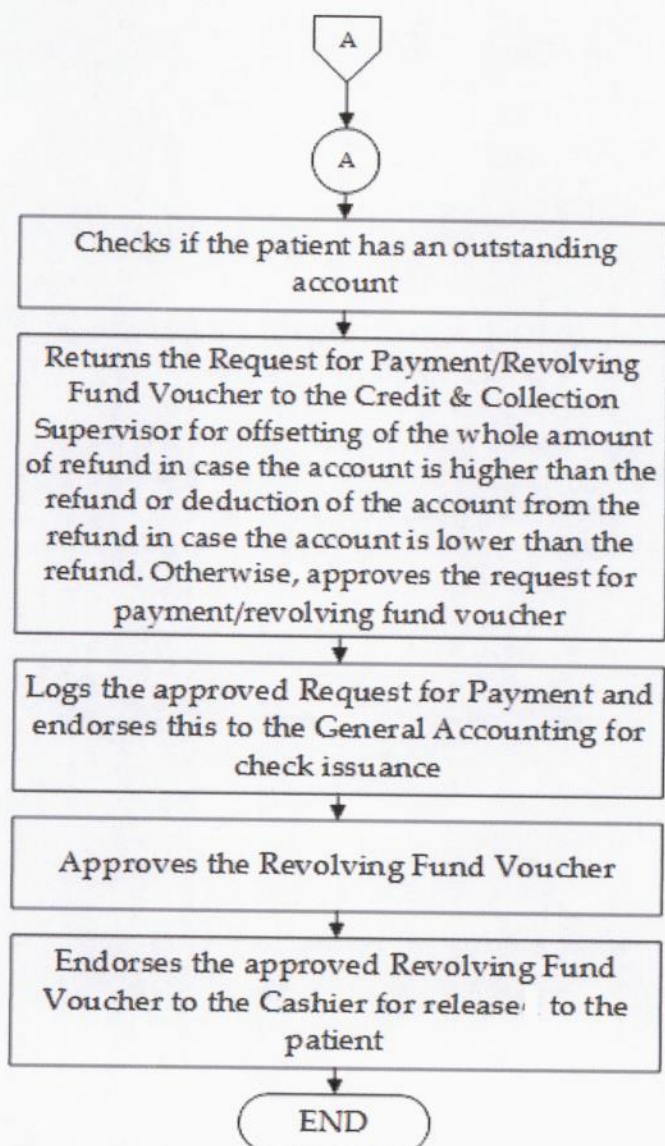 A
A
Checks if the patient has an outstanding
account
Returns the Request for Payment/Revolving
Fund Voucher to the Credit & Collection
Supervisor for offsetting of the whole amount
of refund in case the account is higher than the
refund or deduction of the account from the
refund in case the account is lower than the
refund. Otherwise, approves the request for
payment/revolving fund voucher
Logs the approved Request for Payment and
endorses this to the General Accounting for
check issuance
Approves the Revolving Fund Voucher
Endorses the approved Revolving Fund
Voucher to the Cashier for release to the
patient
END